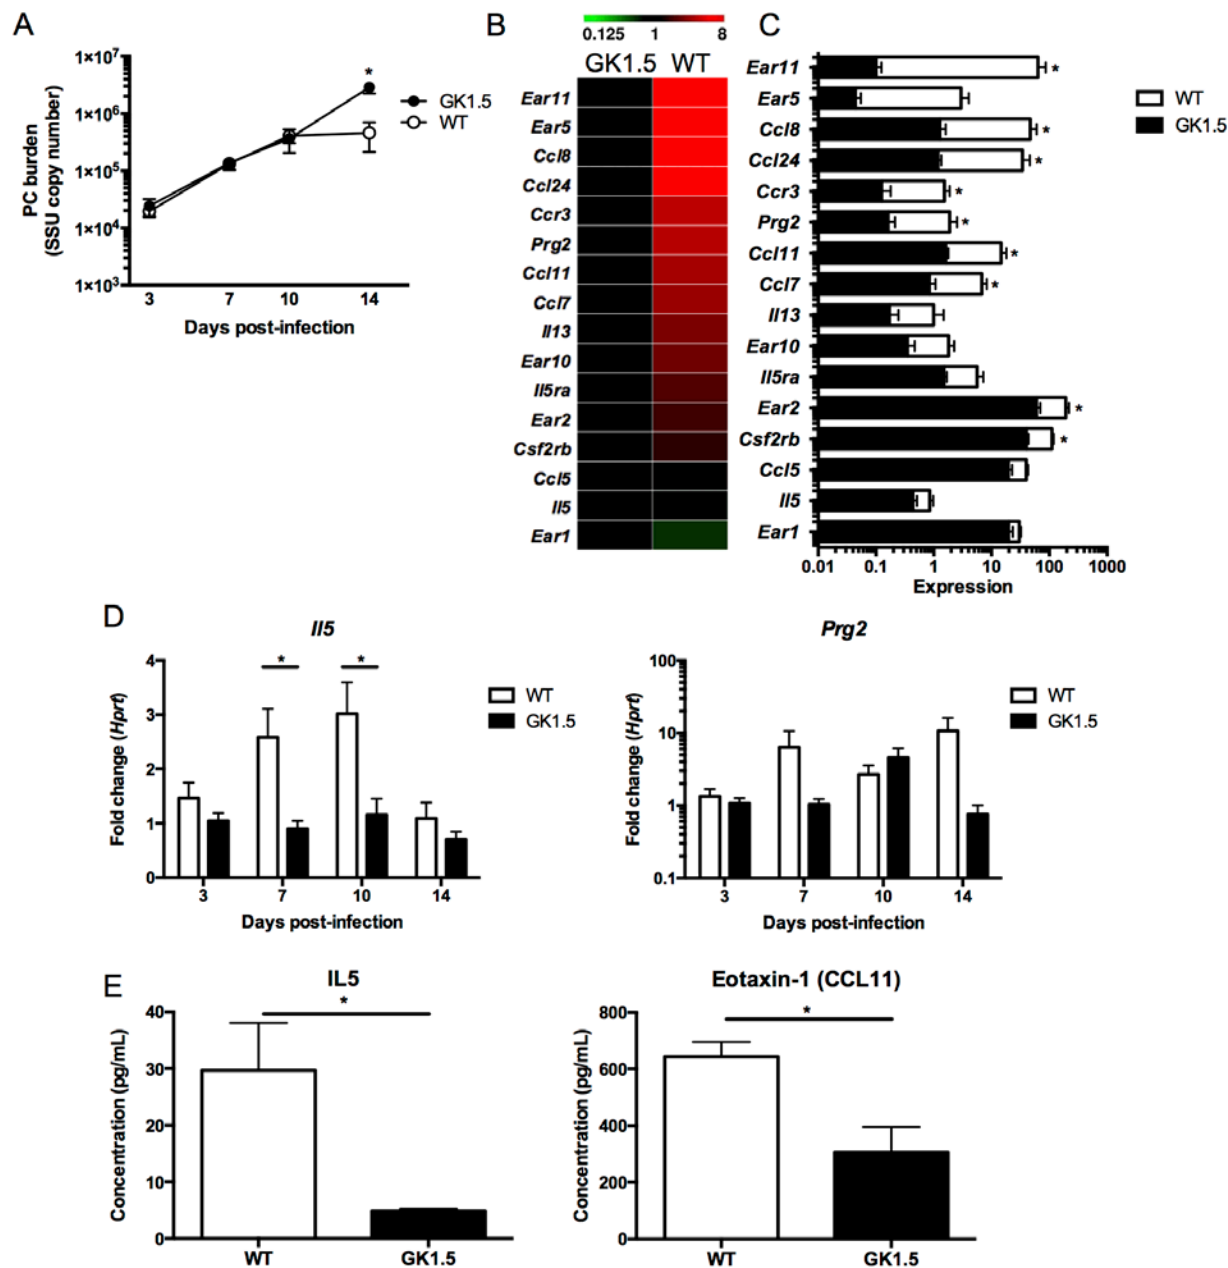 A
PC burden
(SSU copy number)
1×10⁷
1×10⁶
1×10⁵
1×10⁴
1×10³
*
3 7 10 14
Days post-infection
GK1.5
WT
B
0.125 1 8
GK1.5 WT
Ear11
Ear5
Ccl8
Ccl24
Ccr3
Prg2
Ccl11
Ccl7
Il13
Ear10
Il5ra
Ear2
Csf2rb
Ccl5
Il5
Ear1
C
Ear11 *
Ear5
Ccl8 *
Ccl24 *
Ccr3 *
Prg2 *
Ccl11 *
Ccl7 *
Il13
Ear10
Il5ra
Ear2 *
Csf2rb *
Ccl5
Il5
Ear1
0.01 0.1 1 10 100 1000
Expression
WT
GK1.5
D
Il5
Fold change (Hprt)
4
3
2
1
0
* *
3 7 10 14
Days post-infection
WT
GK1.5
Prg2
Fold change (Hprt)
100
10
1
0.1
3 7 10 14
Days post-infection
WT
GK1.5
E
IL5
Concentration (pg/mL)
40
30
20
10
0
*
WT GK1.5
Eotaxin-1 (CCL11)
Concentration (pg/mL)
800
600
400
200
0
*
WT GK1.5